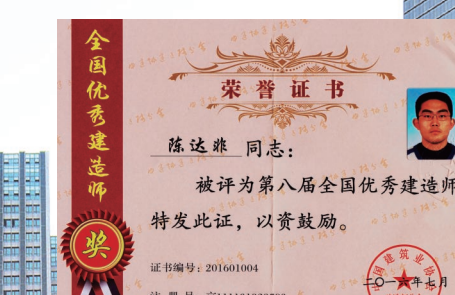 全国优秀建造师
奖
荣誉证书
陈达非 同志：
被评为第八届全国优秀建造师
特发此证，以资鼓励。
证书编号：201601004
二〇一六年七月